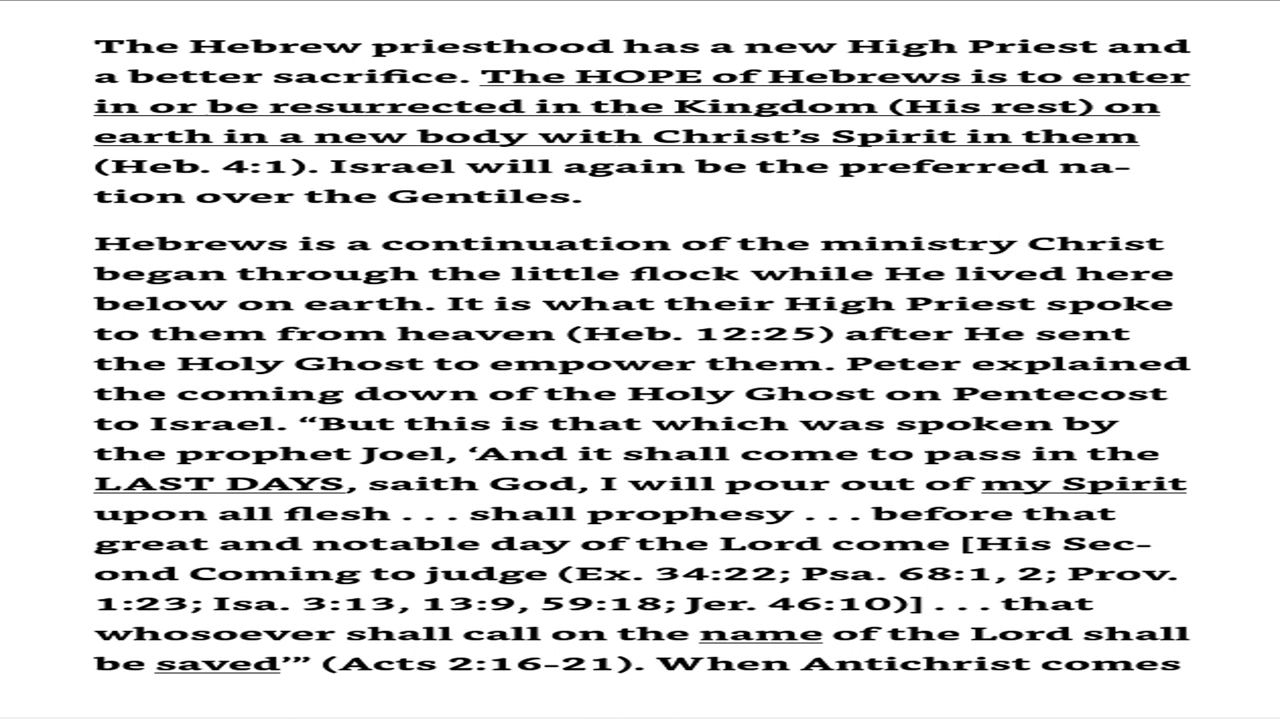 The Hebrew priesthood has a new High Priest and
a better sacrifice. The HOPE of Hebrews is to enter
in or be resurrected in the Kingdom (His rest) on
earth in a new body with Christ’s Spirit in them
(Heb. 4:1). Israel will again be the preferred na-
tion over the Gentiles.
Hebrews is a continuation of the ministry Christ
began through the little flock while He lived here
below on earth. It is what their High Priest spoke
to them from heaven (Heb. 12:25) after He sent
the Holy Ghost to empower them. Peter explained
the coming down of the Holy Ghost on Pentecost
to Israel. “But this is that which was spoken by
the prophet Joel, ‘And it shall come to pass in the
LAST DAYS, saith God, I will pour out of my Spirit
upon all flesh . . . shall prophesy . . . before that
great and notable day of the Lord come [His Sec-
ond Coming to judge (Ex. 34:22; Psa. 68:1, 2; Prov.
1:23; Isa. 3:13, 13:9, 59:18; Jer. 46:10)] . . . that
whosoever shall call on the name of the Lord shall
be saved’” (Acts 2:16-21). When Antichrist comes